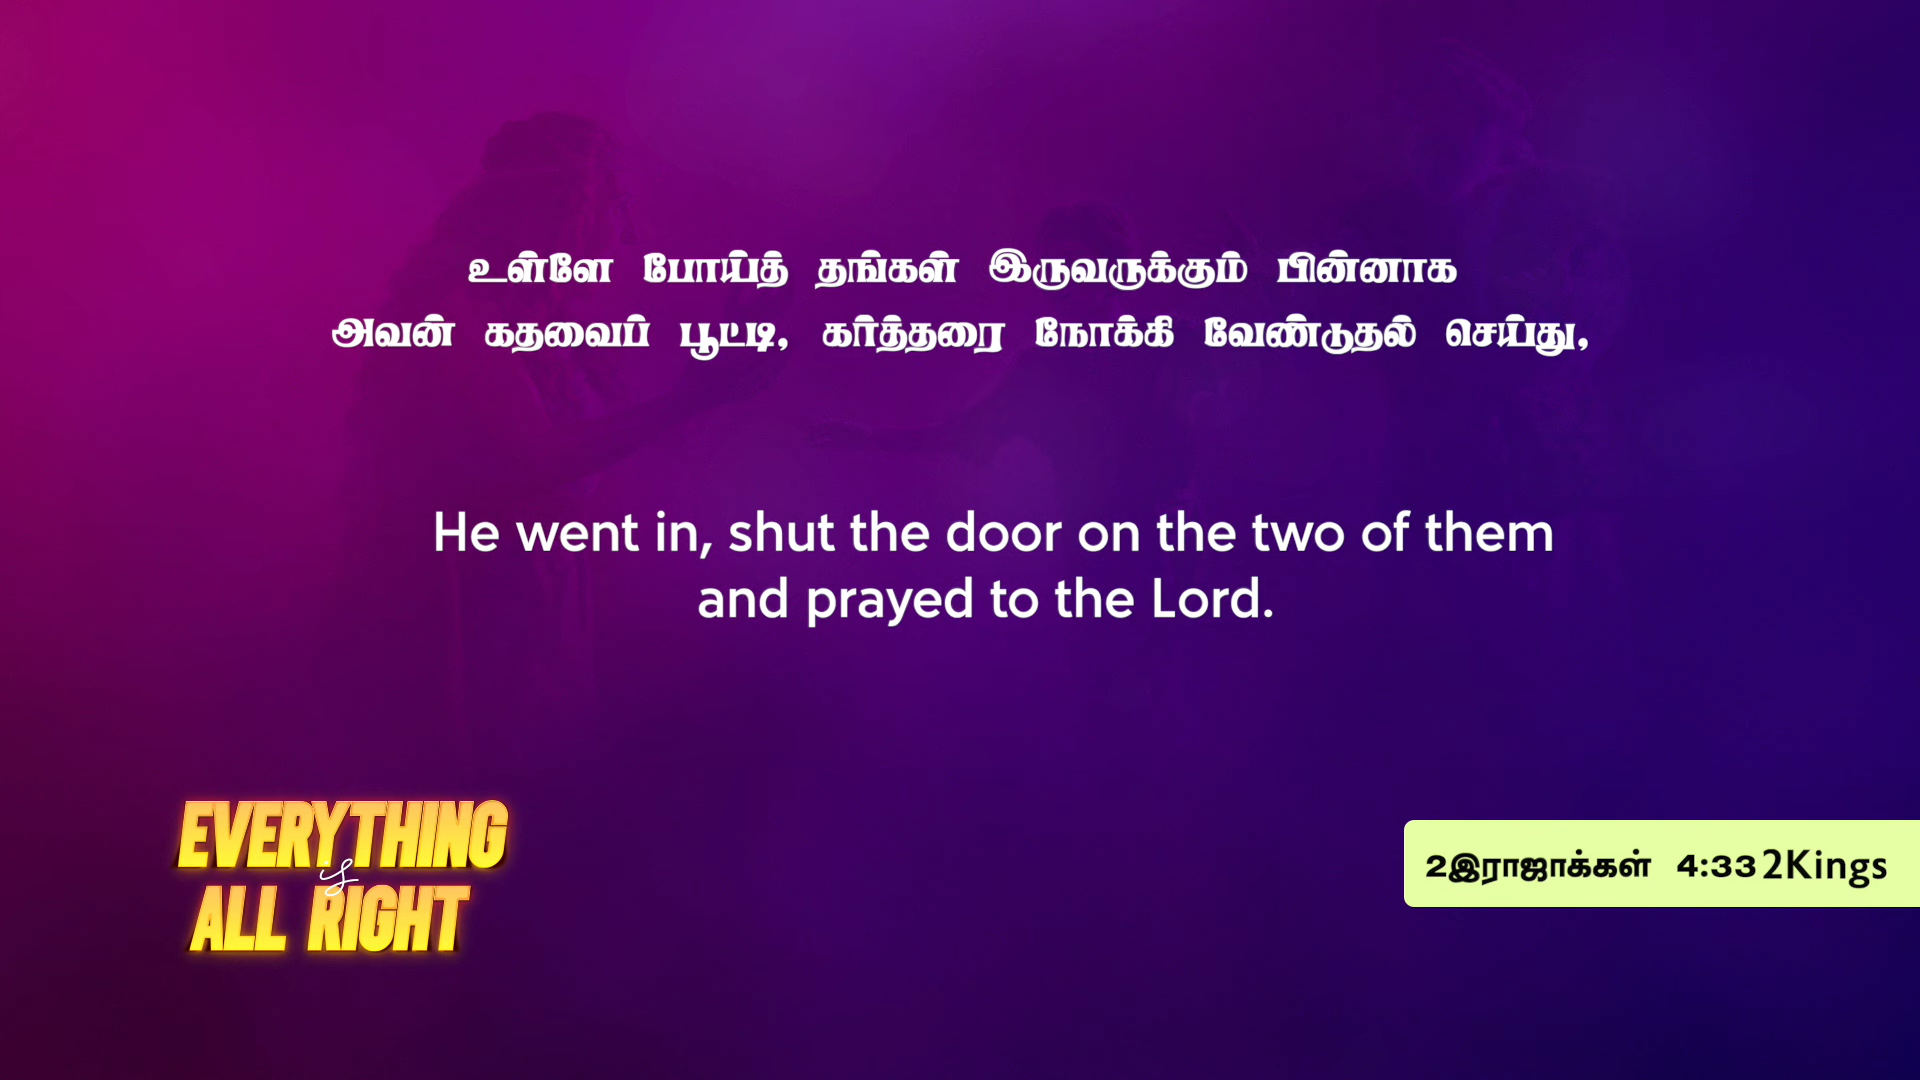 உள்ளே போய்த் தங்கள் இருவருக்கும் பின்னாக
அவன் கதவைப் பூட்டி, கர்த்தரை நோக்கி வேண்டுதல் செய்து,
He went in, shut the door on the two of them
and prayed to the Lord.
EVERYTHING
is
ALL RIGHT
2இராஜாக்கள் 4:33 2Kings